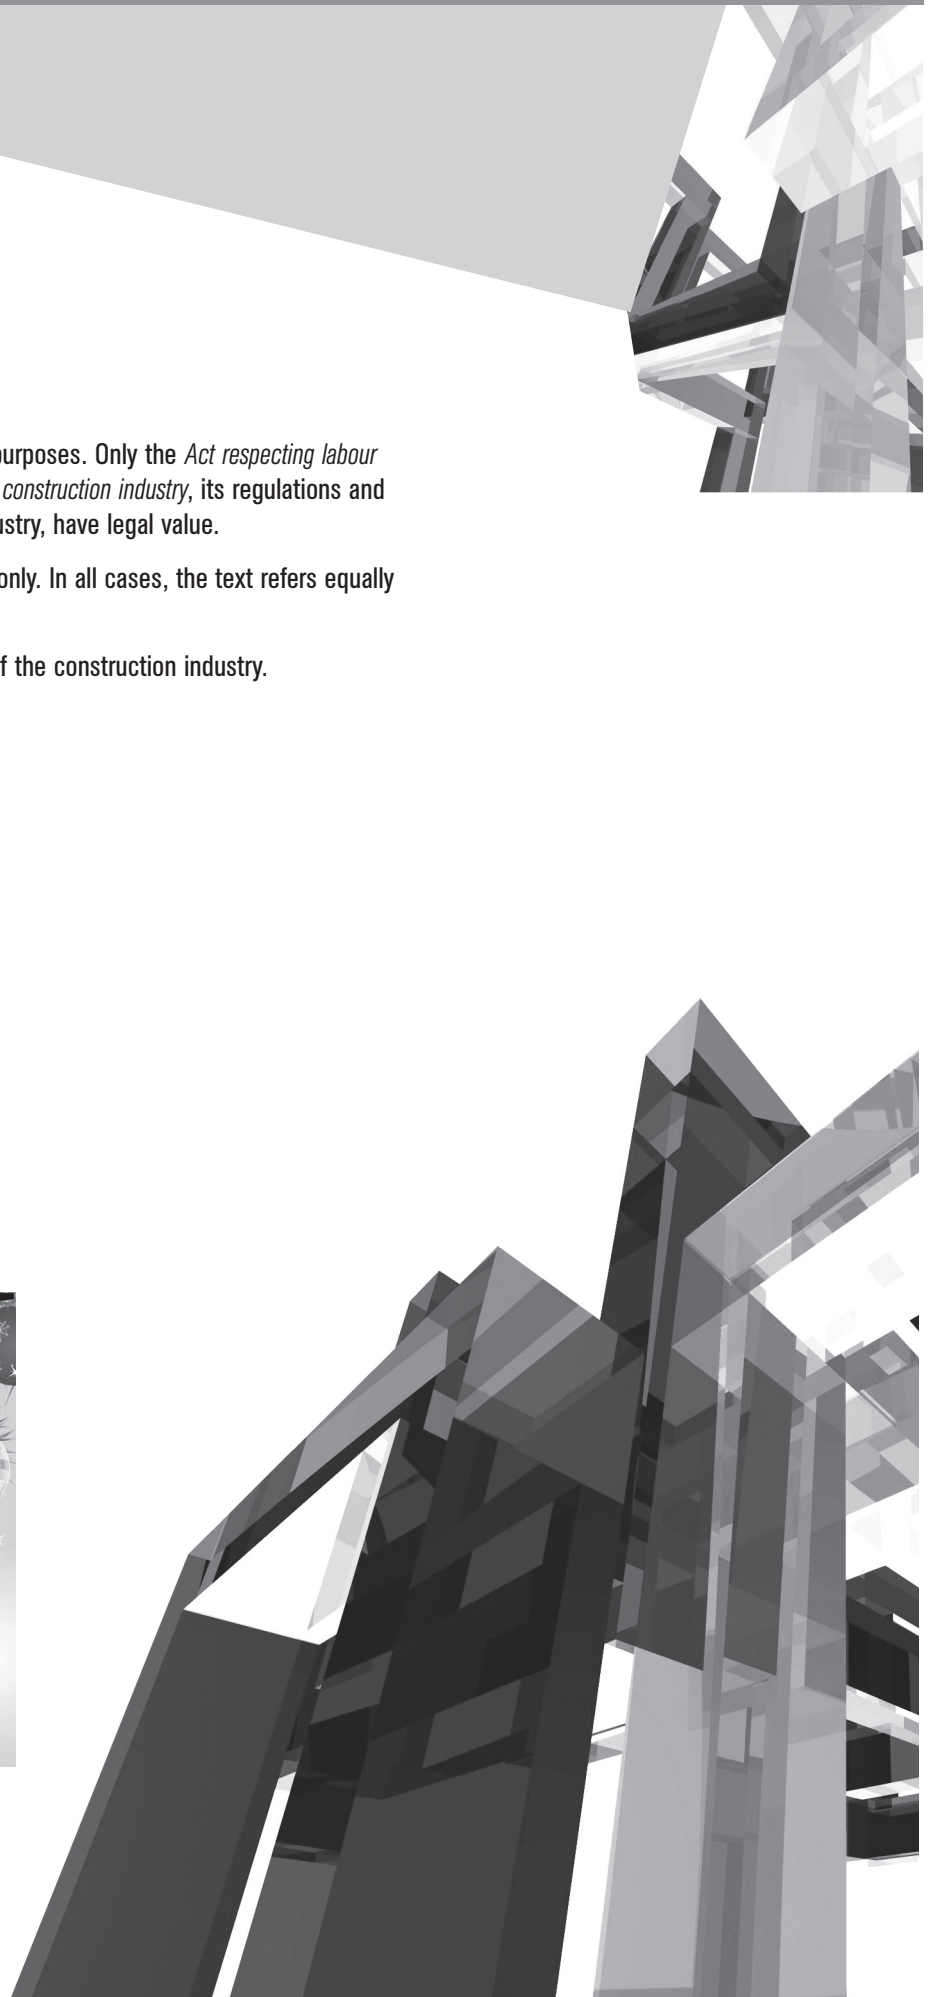 purposes. Only the Act respecting labour
construction industry, its regulations and
ustry, have legal value.
only. In all cases, the text refers equally
f the construction industry.